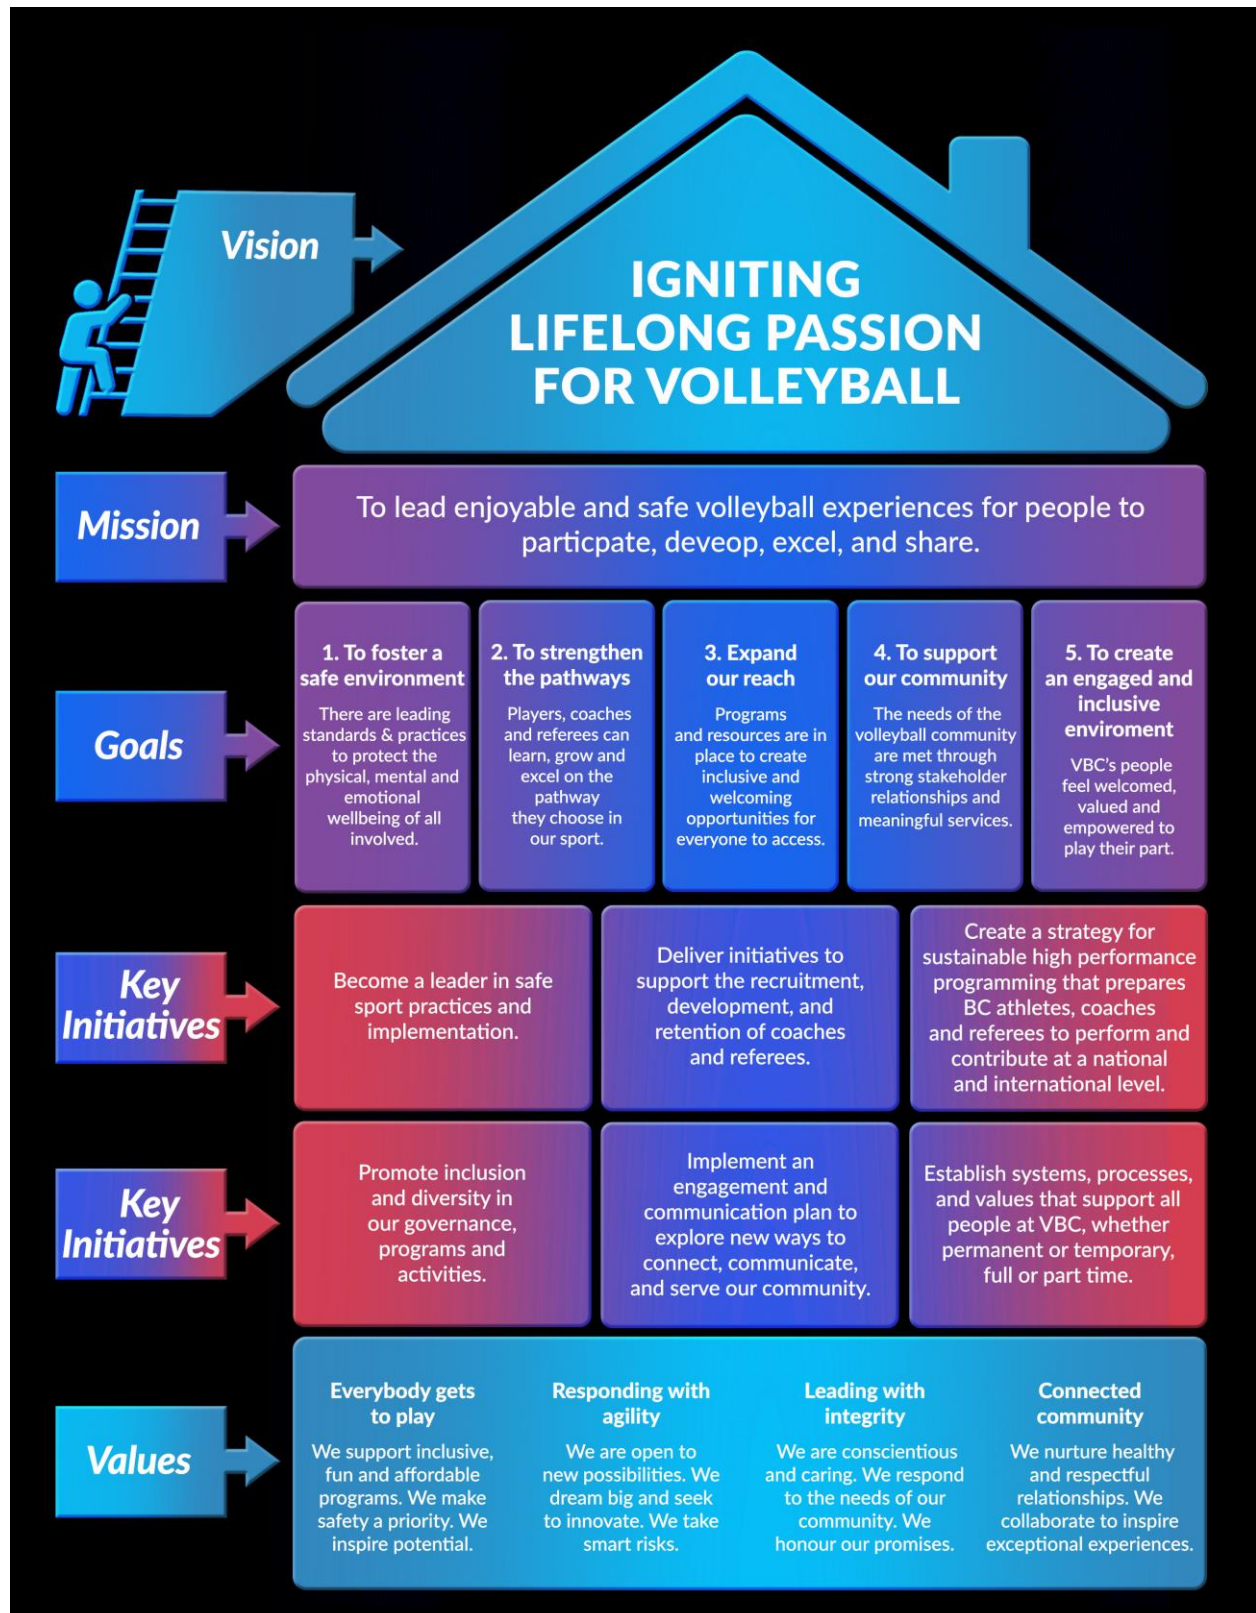 Vision
IGNITING
LIFELONG PASSION
FOR VOLLEYBALL
Mission
To lead enjoyable and safe volleyball experiences for people to
particpate, deveop, excel, and share.
Goals
1. To foster a
safe environment
There are leading
standards & practices
to protect the
physical, mental and
emotional
wellbeing of all
involved.
2. To strengthen
the pathways
Players, coaches
and referees can
learn, grow and
excel on the
pathway
they choose in
our sport.
3. Expand
our reach
Programs
and resources are in
place to create
inclusive and
welcoming
opportunities for
everyone to access.
4. To support
our community
The needs of the
volleyball community
are met through
strong stakeholder
relationships and
meaningful services.
5. To create
an engaged and
inclusive
enviroment
VBC's people
feel welcomed,
valued and
empowered to
play their part.
Key
Initiatives
Become a leader in safe
sport practices and
implementation.
Deliver initiatives to
support the recruitment,
development, and
retention of coaches
and referees.
Create a strategy for
sustainable high performance
programming that prepares
BC athletes, coaches
and referees to perform and
contribute at a national
and international level.
Key
Initiatives
Promote inclusion
and diversity in
our governance,
programs and
activities.
Implement an
engagement and
communication plan to
explore new ways to
connect, communicate,
and serve our community.
Establish systems, processes,
and values that support all
people at VBC, whether
permanent or temporary,
full or part time.
Values
Everybody gets
to play
We support inclusive,
fun and affordable
programs. We make
safety a priority. We
inspire potential.
Responding with
agility
We are open to
new possibilities. We
dream big and seek
to innovate. We take
smart risks.
Leading with
integrity
We are conscientious
and caring. We respond
to the needs of our
community. We
honour our promises.
Connected
community
We nurture healthy
and respectful
relationships. We
collaborate to inspire
exceptional experiences.